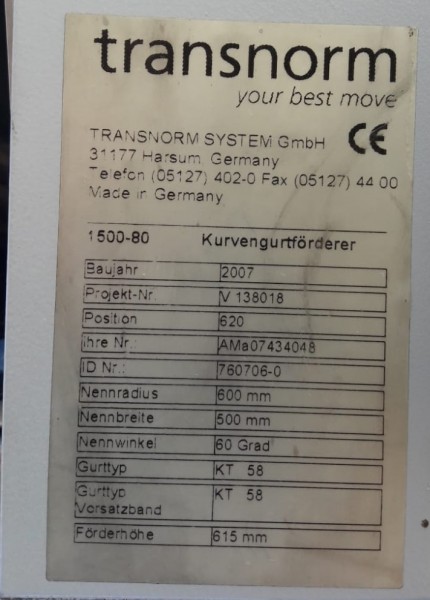 transnorm
your best move
TRANSNORM SYSTEM GmbH CE
31177 Harsum, Germany
Telefon (05127) 402-0 Fax (05127) 44 00
Made in Germany
1500-80 Kurvengurtförderer
Baujahr 2007
Projekt-Nr. V 138018
Position 620
Ihre Nr.: AMa07434048
ID Nr.: 760706-0
Nennradius 600 mm
Nennbreite 500 mm
Nennwinkel 60 Grad
Gurttyp KT 58
Gurttyp KT 58
Vorsatzband
Förderhöhe 615 mm